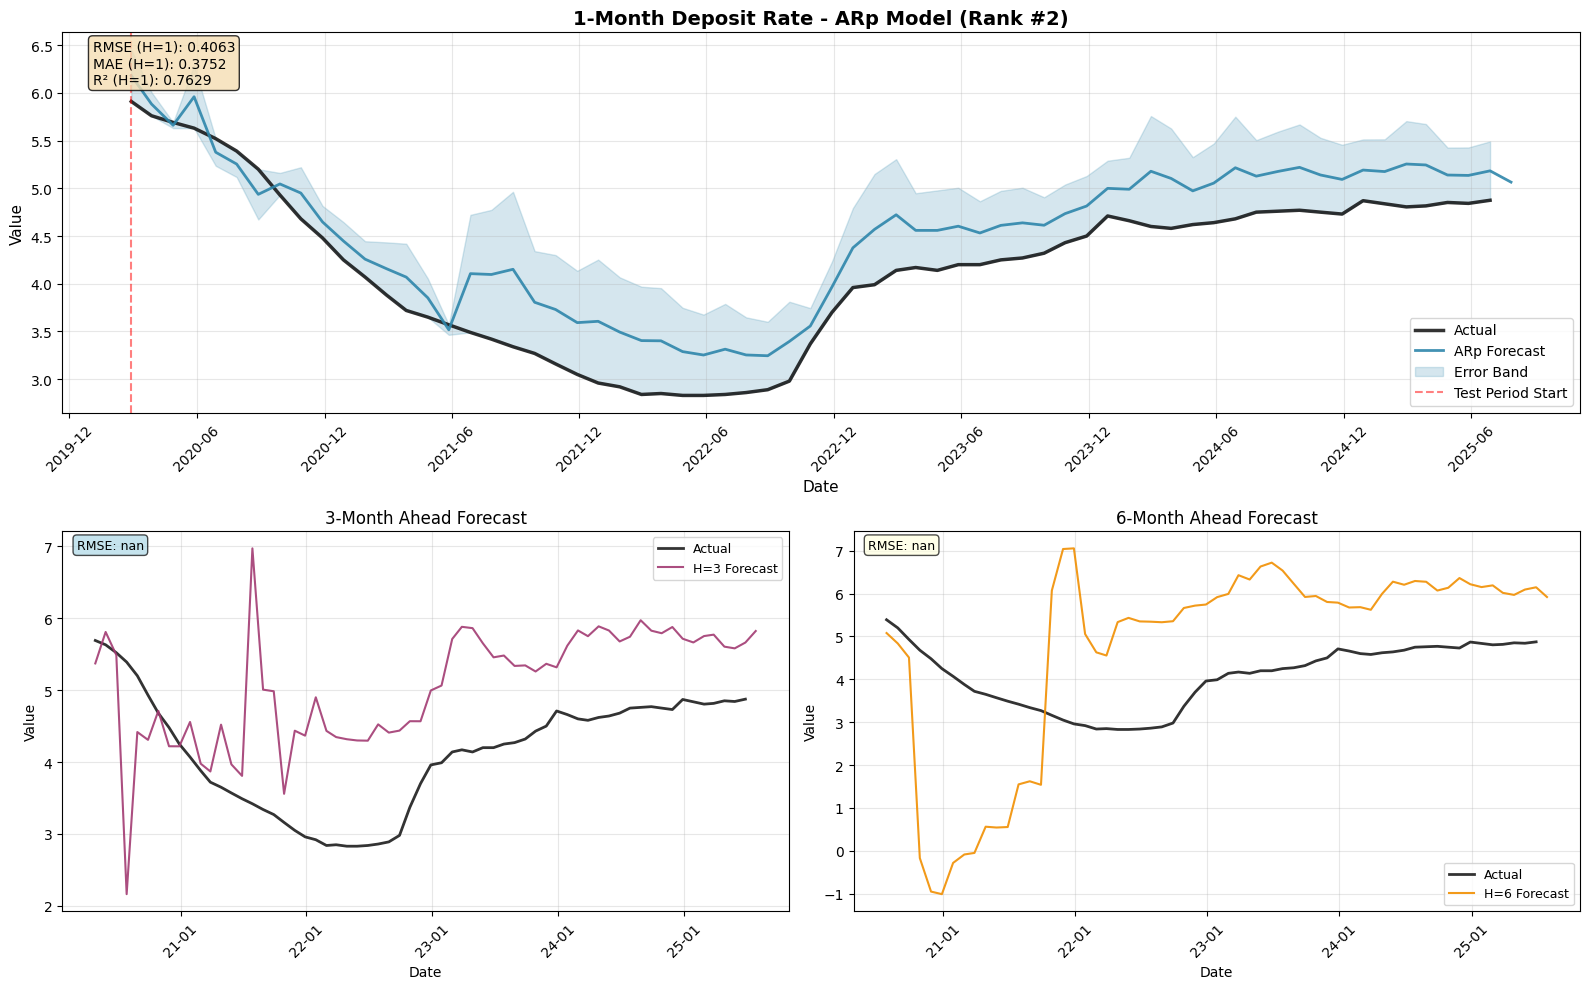 1-Month Deposit Rate - ARp Model (Rank #2)
RMSE (H=1): 0.4063
MAE (H=1): 0.3752
R² (H=1): 0.7629
Value
6.5
6.0
5.5
5.0
4.5
4.0
3.5
3.0
Actual
ARp Forecast
Error Band
Test Period Start
2019-12
2020-06
2020-12
2021-06
2021-12
2022-06
2022-12
2023-06
2023-12
2024-06
2024-12
2025-06
Date
3-Month Ahead Forecast
RMSE: nan
Actual
H=3 Forecast
Value
7
6
5
4
3
2
21-01
22-01
23-01
24-01
25-01
Date
6-Month Ahead Forecast
RMSE: nan
Value
7
6
5
4
3
2
1
0
−1
Actual
H=6 Forecast
21-01
22-01
23-01
24-01
25-01
Date